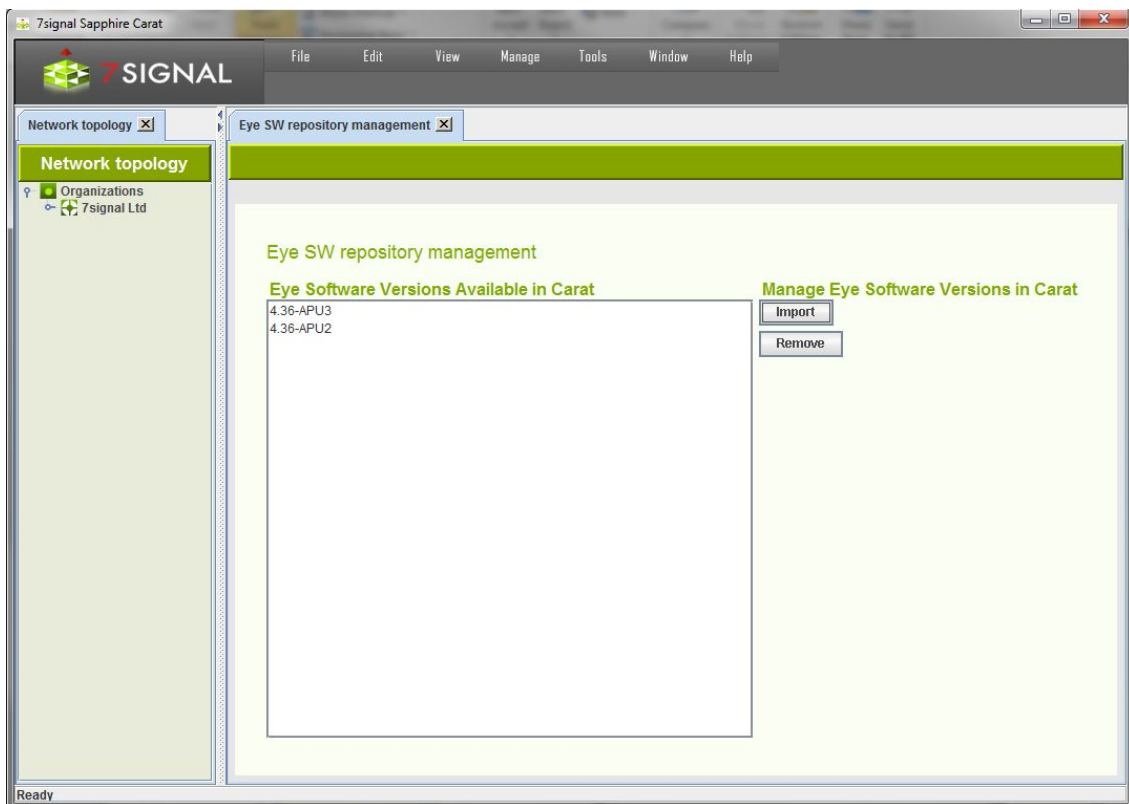 7signal Sapphire Carat
7SIGNAL
File Edit View Manage Tools Window Help
Network topology
Eye SW repository management
Network topology
Organizations
7signal Ltd
Eye SW repository management
Eye Software Versions Available in Carat
Manage Eye Software Versions in Carat
4.36-APU3
4.36-APU2
Import
Remove
Ready